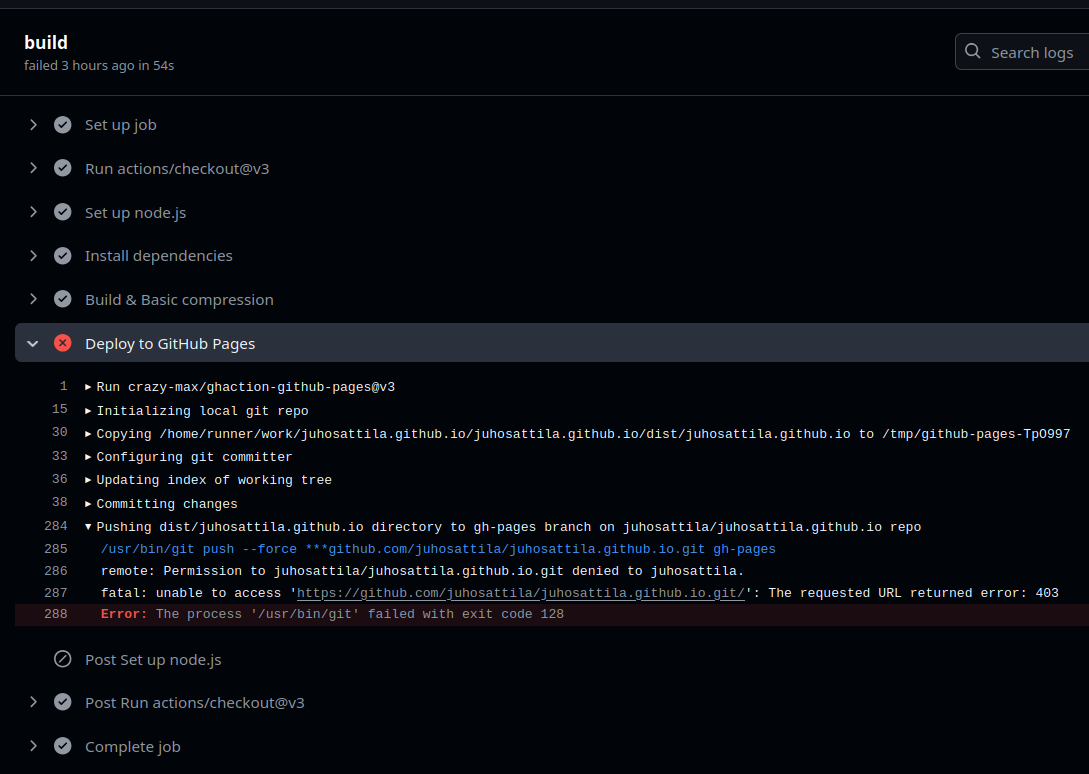 build
failed 3 hours ago in 54s
Search logs
Set up job
Run actions/checkout@v3
Set up node.js
Install dependencies
Build & Basic compression
Deploy to GitHub Pages
1 Run crazy-max/ghaction-github-pages@v3
15 Initializing local git repo
30 Copying /home/runner/work/juhosattila.github.io/juhosattila.github.io/dist/juhosattila.github.io to /tmp/github-pages-TpO997
33 Configuring git committer
36 Updating index of working tree
38 Committing changes
284 Pushing dist/juhosattila.github.io directory to gh-pages branch on juhosattila/juhosattila.github.io repo
285 /usr/bin/git push --force ***github.com/juhosattila/juhosattila.github.io.git gh-pages
286 remote: Permission to juhosattila/juhosattila.github.io.git denied to juhosattila.
287 fatal: unable to access 'https://github.com/juhosattila/juhosattila.github.io.git/': The requested URL returned error: 403
288 Error: The process '/usr/bin/git' failed with exit code 128
Post Set up node.js
Post Run actions/checkout@v3
Complete job